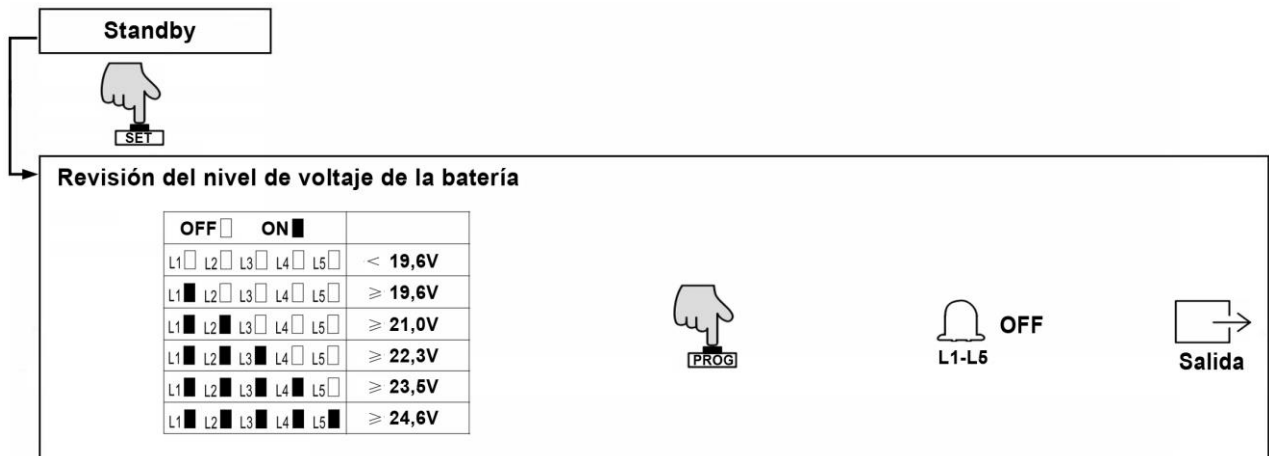 Standby
SET
Revisión del nivel de voltaje de la batería
OFF ON
L1 L2 L3 L4 L5 < 19,6V
L1 L2 L3 L4 L5 ≥ 19,6V
L1 L2 L3 L4 L5 ≥ 21,0V
L1 L2 L3 L4 L5 ≥ 22,3V
L1 L2 L3 L4 L5 ≥ 23,5V
L1 L2 L3 L4 L5 ≥ 24,6V
PROG
OFF
L1-L5
Salida